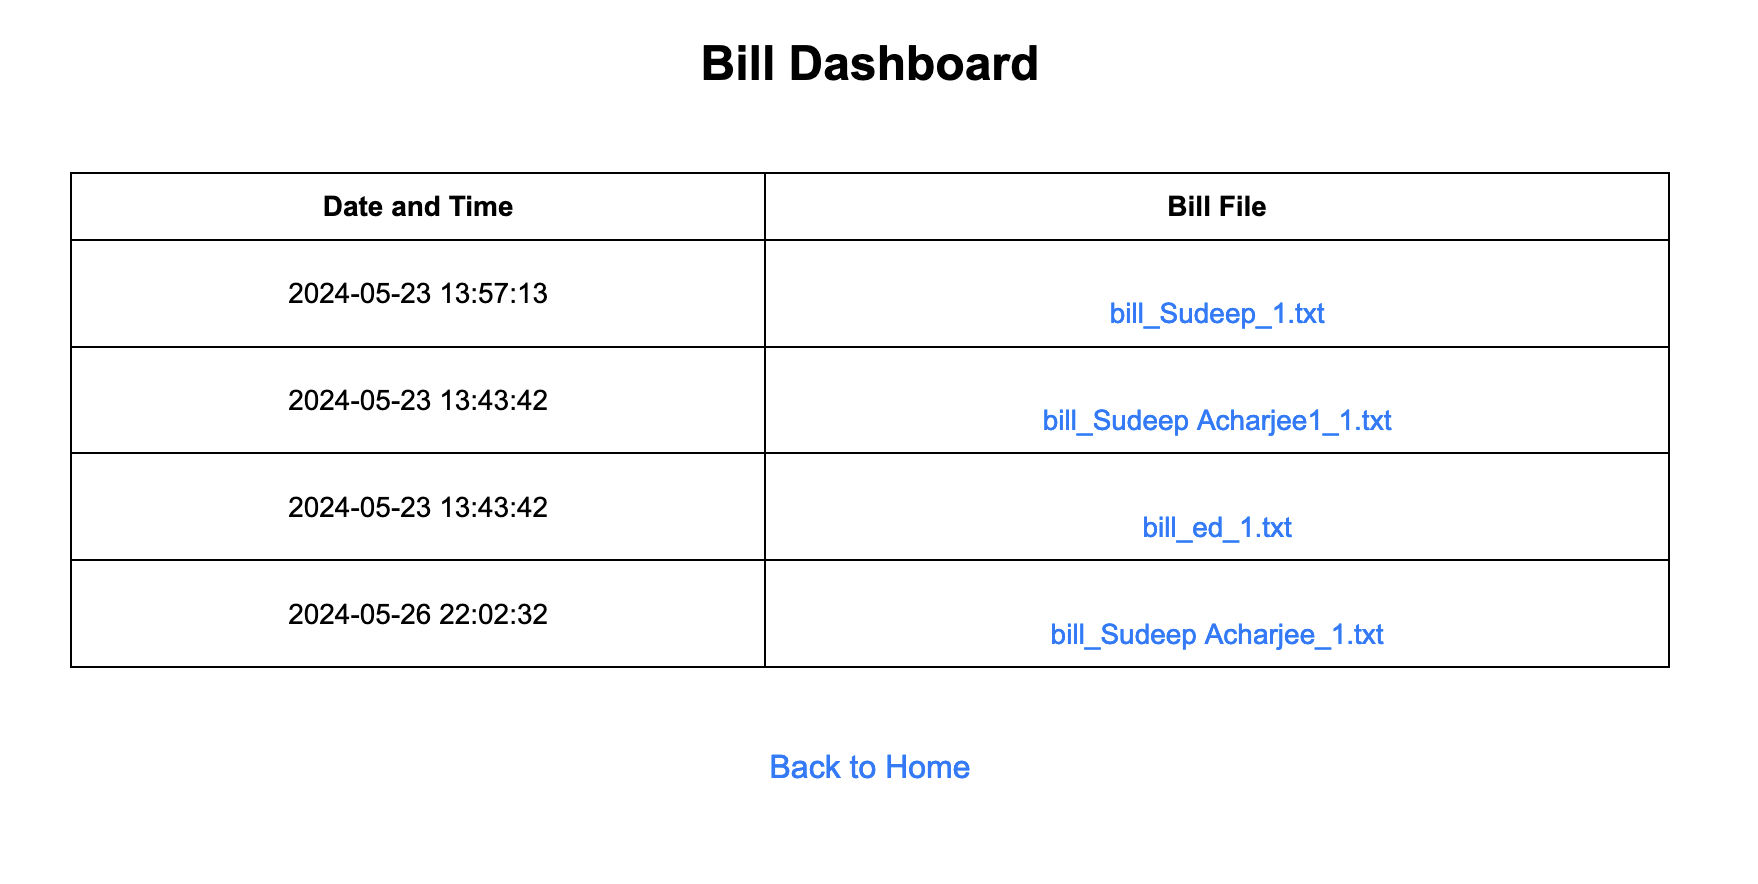 Bill Dashboard
Date and Time Bill File
2024-05-23 13:57:13 bill_Sudeep_1.txt
2024-05-23 13:43:42 bill_Sudeep Acharjee1_1.txt
2024-05-23 13:43:42 bill_ed_1.txt
2024-05-26 22:02:32 bill_Sudeep Acharjee_1.txt
Back to Home